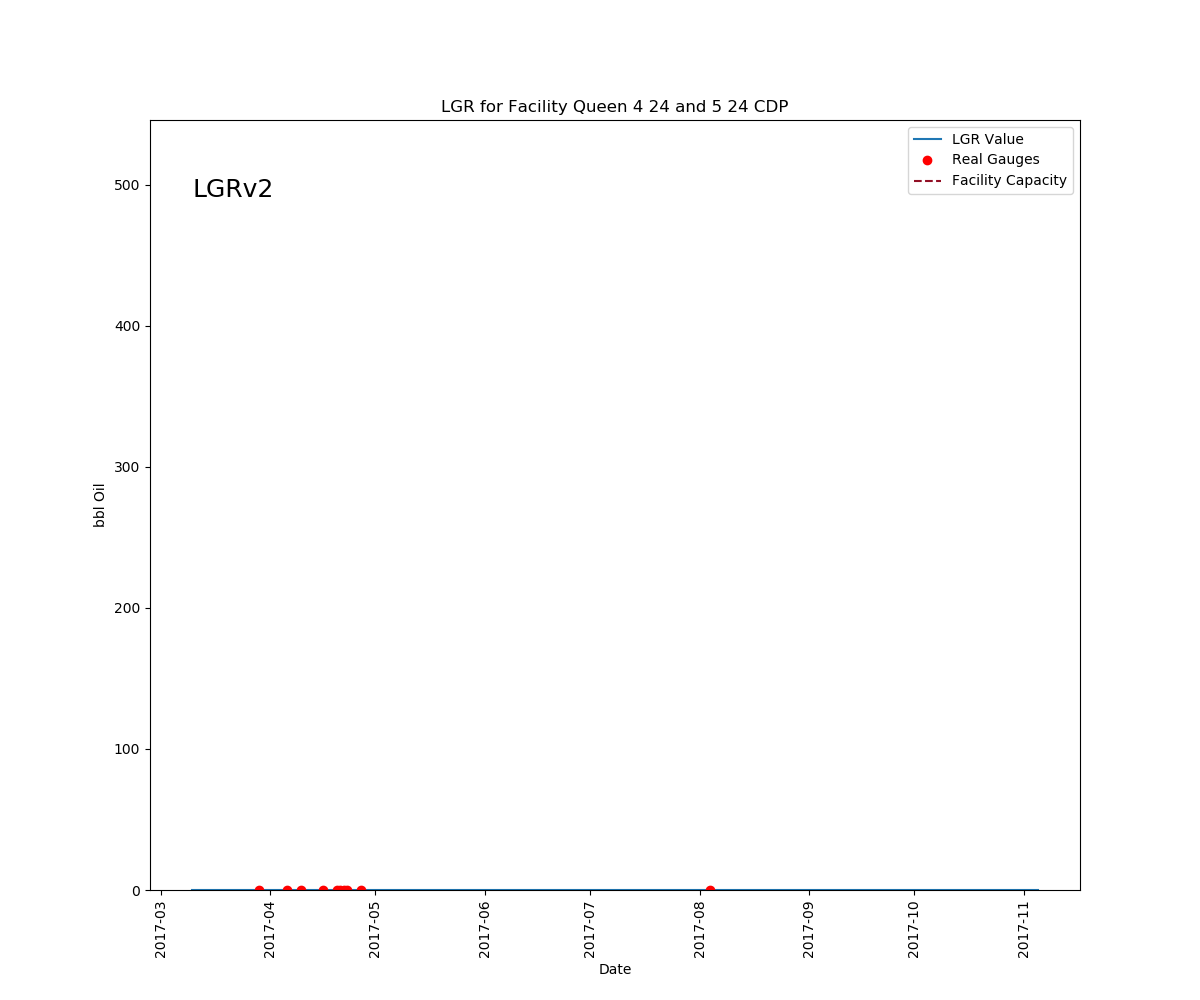 LGR for Facility Queen 4 24 and 5 24 CDP
LGR Value
Real Gauges
Facility Capacity
LGRv2
500
400
300
200
100
0
bbl Oil
2017-03
2017-04
2017-05
2017-06
2017-07
2017-08
2017-09
2017-10
2017-11
Date